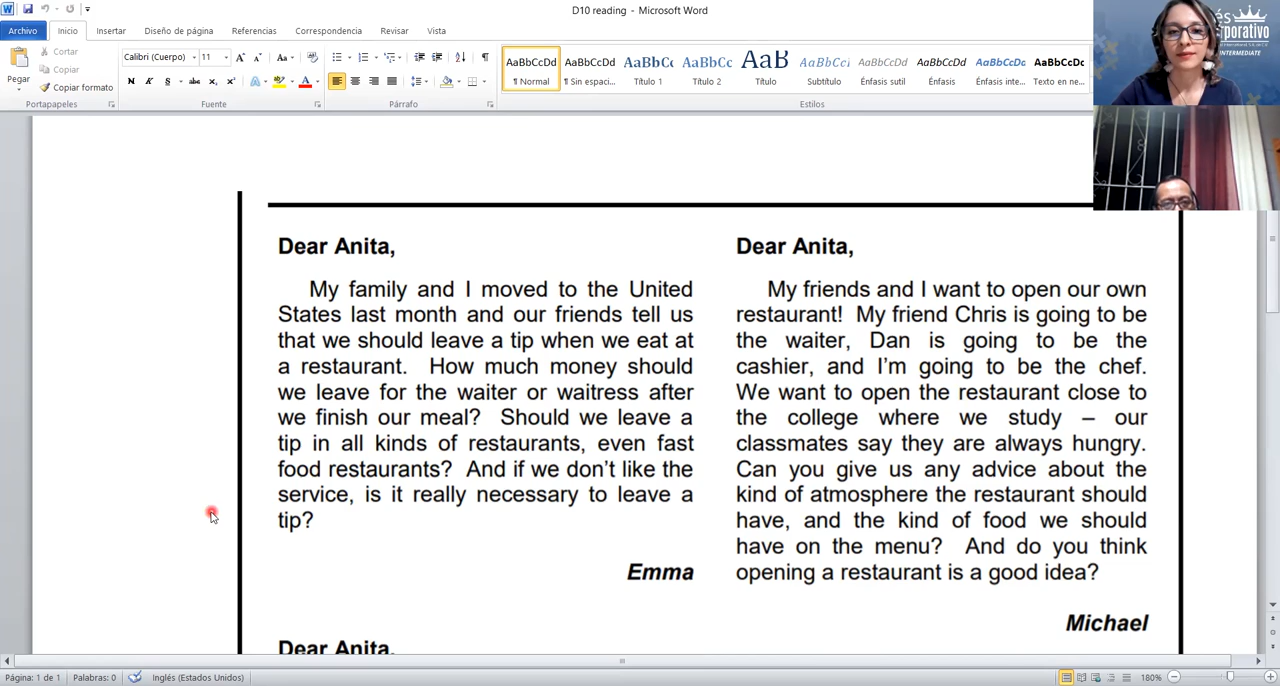 D10 reading - Microsoft Word
Archivo Inicio Insertar Diseño de página Referencias Correspondencia Revisar Vista
Pegar
Cortar
Copiar
Copiar formato
Portapapeles
Calibri (Cuerpo) 11
Fuente
Párrafo
AaBbCcDd AaBbCcDd AaBbCc AaBbCc AaB AaBbCcI AaBbCcDd AaBbCcDd AaBbCcDd AaBbCcDc
¶ Normal ¶ Sin espaci... Título 1 Título 2 Título Subtítulo Énfasis sutil Énfasis Énfasis inte... Texto en ne...
Estilos
INTERMEDIATE
Dear Anita,
My family and I moved to the United
States last month and our friends tell us
that we should leave a tip when we eat at
a restaurant. How much money should
we leave for the waiter or waitress after
we finish our meal? Should we leave a
tip in all kinds of restaurants, even fast
food restaurants? And if we don’t like the
service, is it really necessary to leave a
tip?
Emma
Dear Anita,
Dear Anita,
My friends and I want to open our own
restaurant! My friend Chris is going to be
the waiter, Dan is going to be the
cashier, and I’m going to be the chef.
We want to open the restaurant close to
the college where we study – our
classmates say they are always hungry.
Can you give us any advice about the
kind of atmosphere the restaurant should
have, and the kind of food we should
have on the menu? And do you think
opening a restaurant is a good idea?
Michael
Página: 1 de 1 Palabras: 0 Inglés (Estados Unidos) 180%